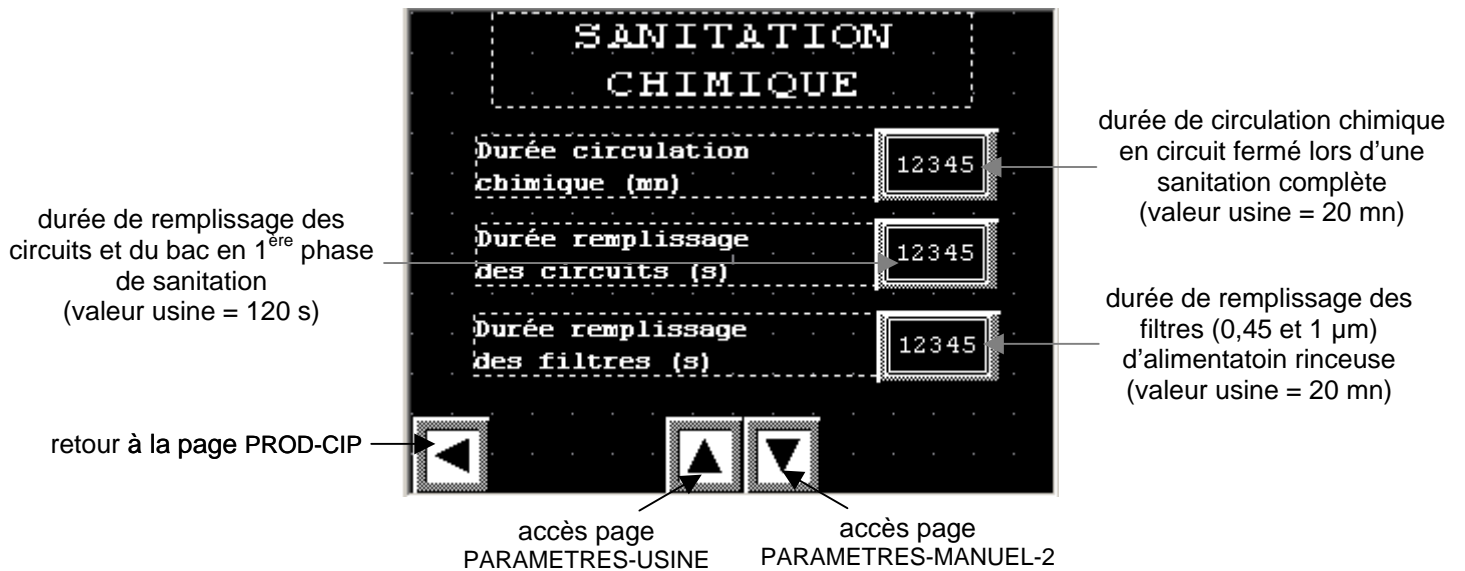 SANITATION
CHIMIQUE
Durée circulation
chimique (mn)
12345
durée de circulation chimique
en circuit fermé lors d'une
sanitation complète
(valeur usine = 20 mn)
durée de remplissage des
circuits et du bac en 1ère phase
de sanitation
(valeur usine = 120 s)
Durée remplissage
des circuits (s)
12345
Durée remplissage
des filtres (s)
12345
durée de remplissage des
filtres (0,45 et 1 µm)
d'alimentatoin rinceuse
(valeur usine = 20 mn)
retour à la page PROD-CIP
accès page
PARAMETRES-USINE
accès page
PARAMETRES-MANUEL-2